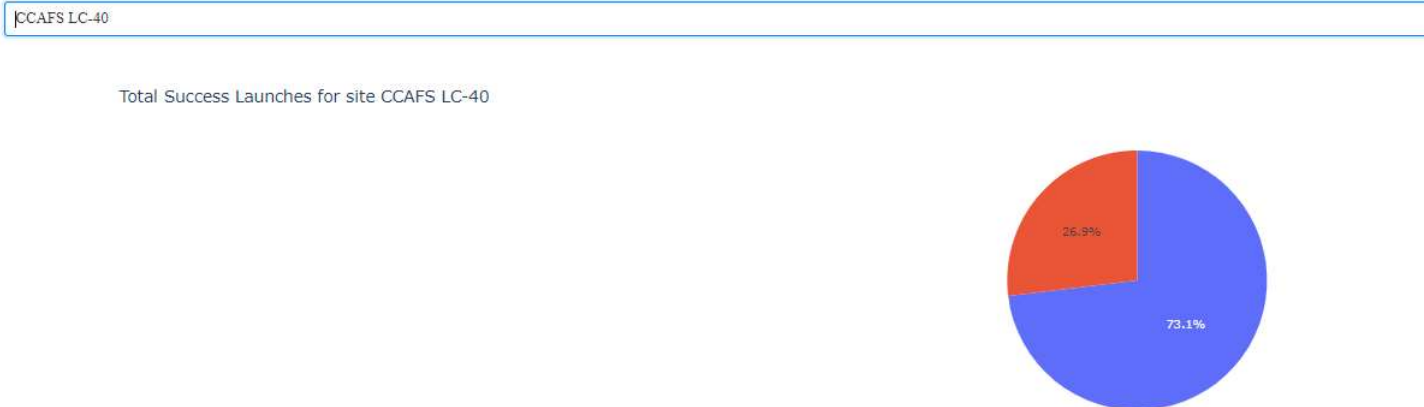 CCAFS LC-40
Total Success Launches for site CCAFS LC-40
26.9%
73.1%